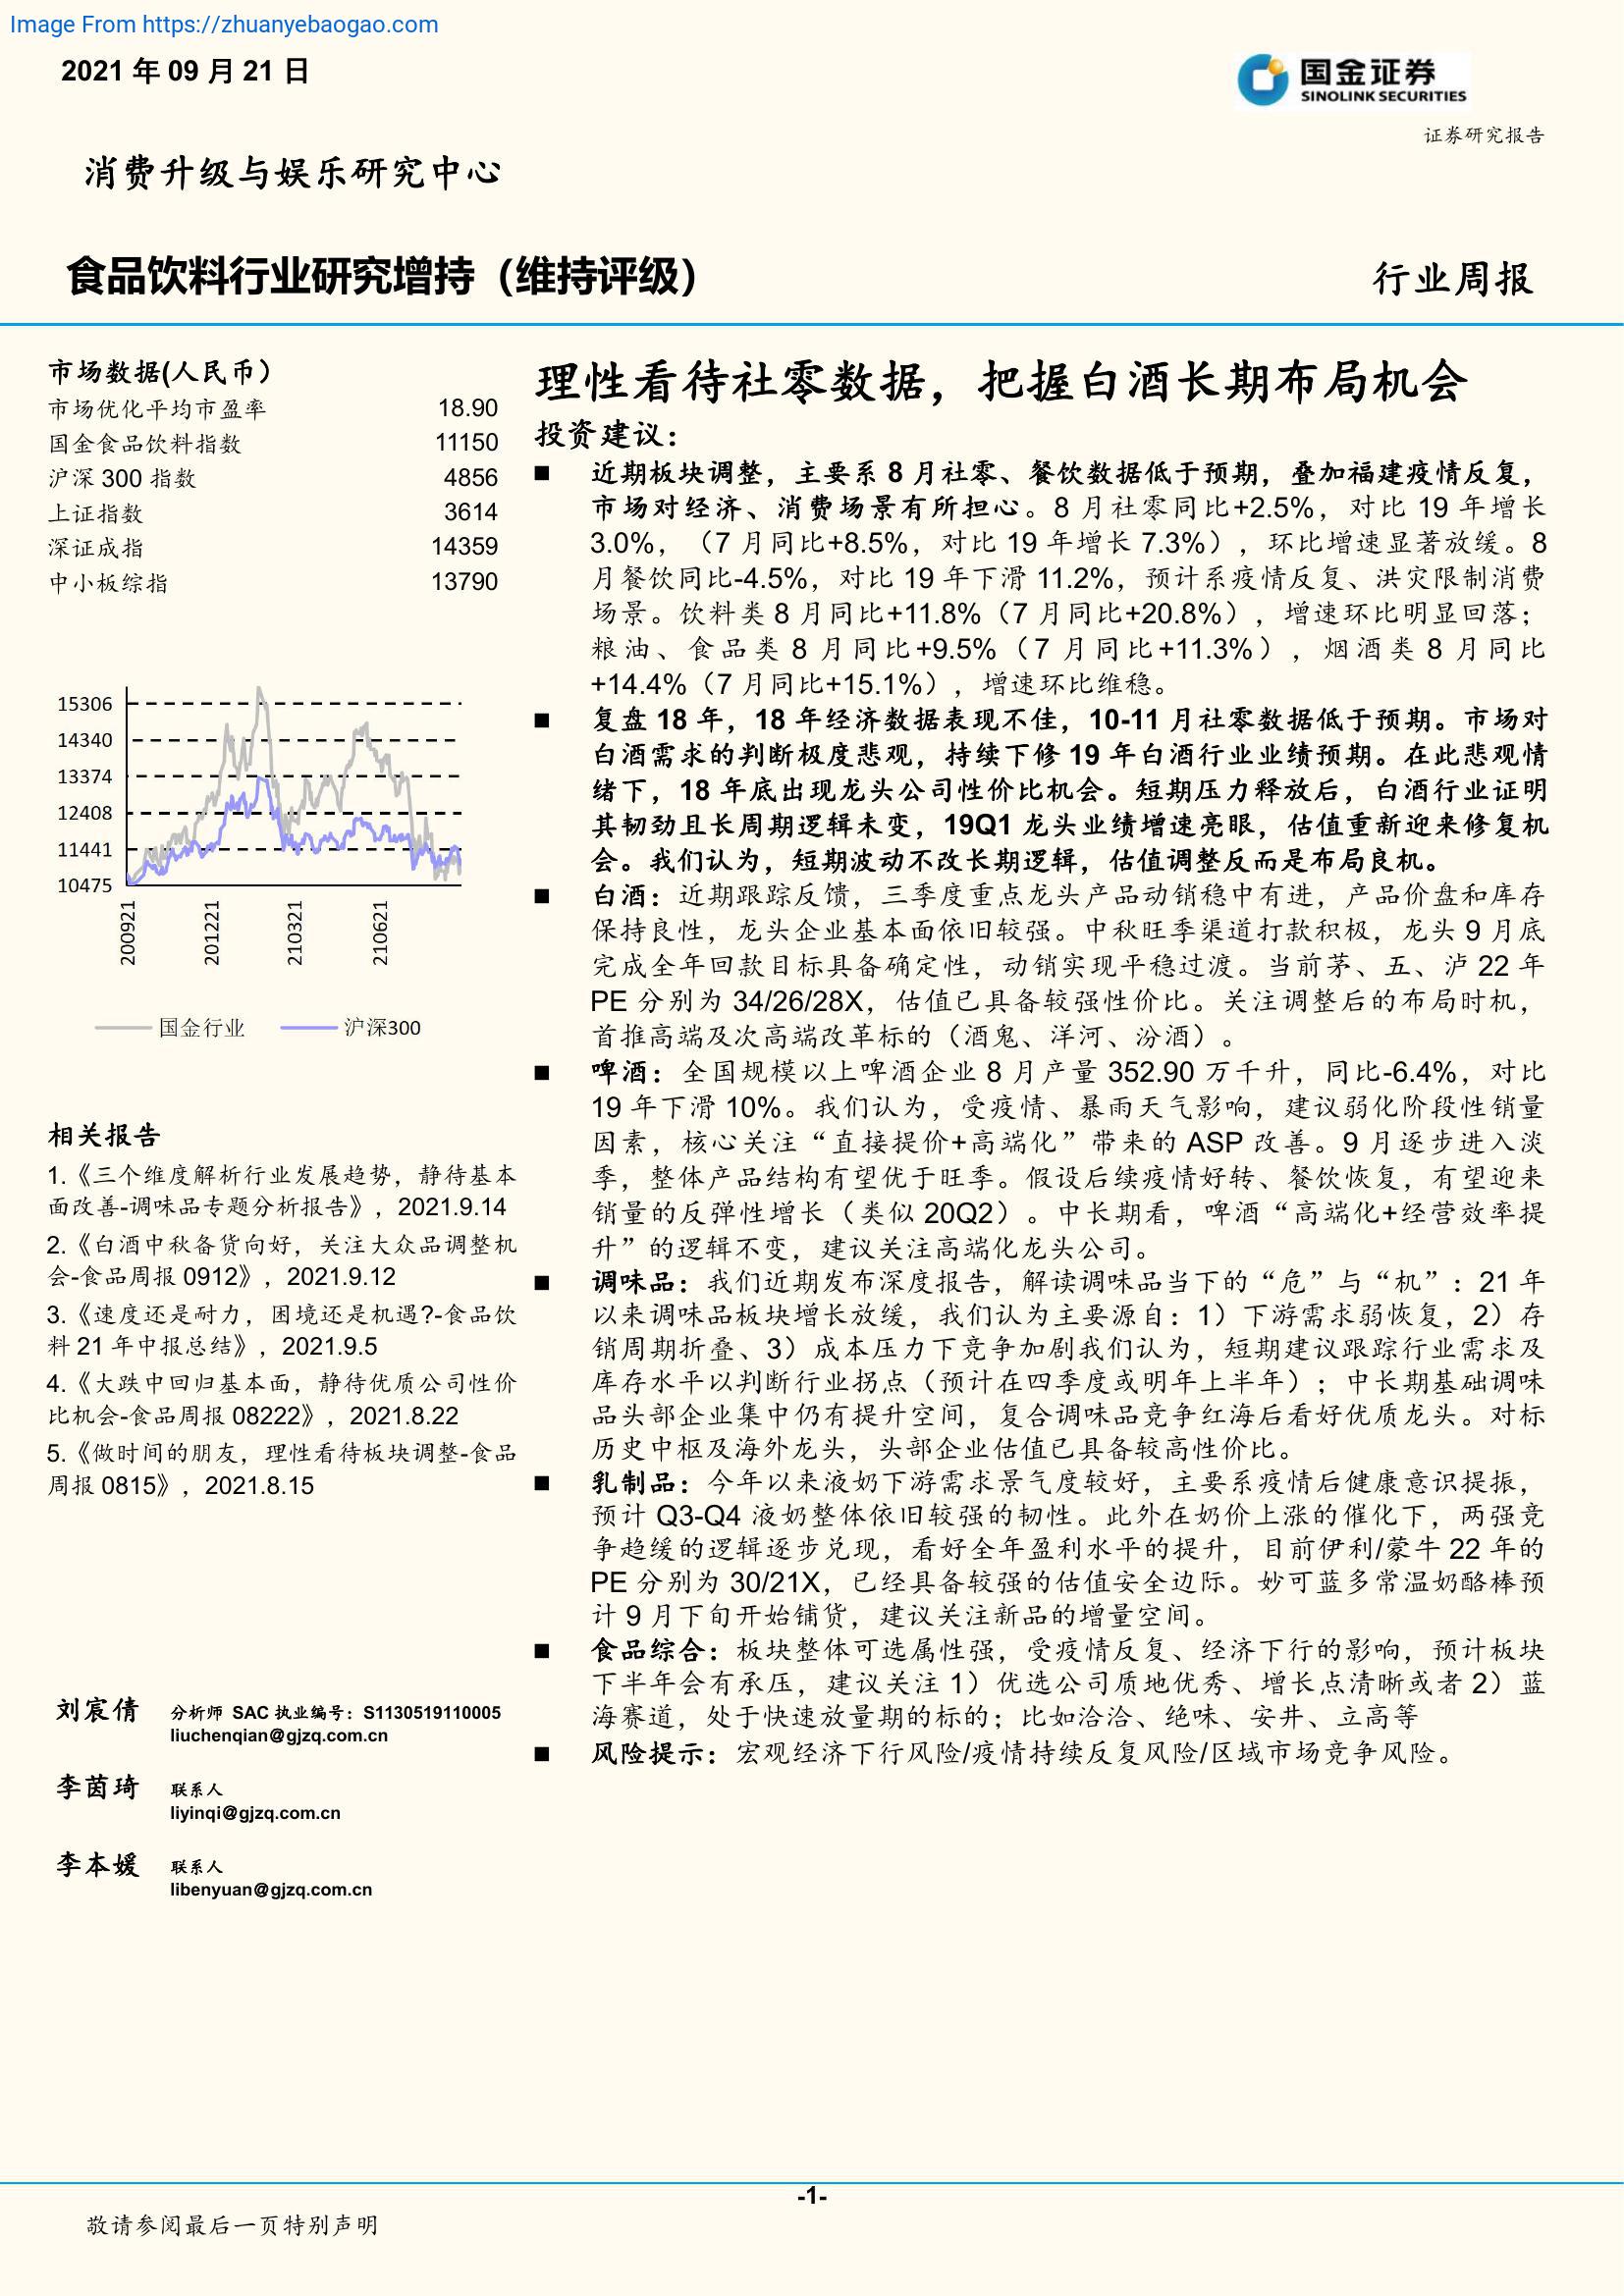 Image From https://zhuanyebaogao.com
2021 年 09 月 21 日
国金证券
SINOLINK SECURITIES
证券研究报告
消费升级与娱乐研究中心
食品饮料行业研究增持（维持评级）
行业周报
市场数据(人民币）
市场优化平均市盈率 18.90
国金食品饮料指数 11150
沪深 300 指数 4856
上证指数 3614
深证成指 14359
中小板综指 13790
15306
14340
13374
12408
11441
10475
200921
201221
210321
210621
国金行业 沪深300
相关报告
1.《三个维度解析行业发展趋势，静待基本
面改善-调味品专题分析报告》，2021.9.14
2.《白酒中秋备货向好，关注大众品调整机
会-食品周报 0912》，2021.9.12
3.《速度还是耐力，困境还是机遇?-食品饮
料 21 年中报总结》，2021.9.5
4.《大跌中回归基本面，静待优质公司性价
比机会-食品周报 08222》，2021.8.22
5.《做时间的朋友，理性看待板块调整-食品
周报 0815》，2021.8.15
刘宸倩 分析师 SAC 执业编号：S1130519110005
liuchenqian@gjzq.com.cn
李茵琦 联系人
liyinqi@gjzq.com.cn
李本媛 联系人
libenyuan@gjzq.com.cn
理性看待社零数据，把握白酒长期布局机会
投资建议：
■ 近期板块调整，主要系 8 月社零、餐饮数据低于预期，叠加福建疫情反复，
市场对经济、消费场景有所担心。8 月社零同比+2.5%，对比 19 年增长
3.0%，（7 月同比+8.5%，对比 19 年增长 7.3%），环比增速显著放缓。8
月餐饮同比-4.5%，对比 19 年下滑 11.2%，预计系疫情反复、洪灾限制消费
场景。饮料类 8 月同比+11.8%（7 月同比+20.8%），增速环比明显回落；
粮油、食品类 8 月同比+9.5%（7 月同比+11.3%），烟酒类 8 月同比
+14.4%（7 月同比+15.1%），增速环比维稳。
■ 复盘 18 年，18 年经济数据表现不佳，10-11 月社零数据低于预期。市场对
白酒需求的判断极度悲观，持续下修 19 年白酒行业业绩预期。在此悲观情
绪下，18 年底出现龙头公司性价比机会。短期压力释放后，白酒行业证明
其韧劲且长周期逻辑未变，19Q1 龙头业绩增速亮眼，估值重新迎来修复机
会。我们认为，短期波动不改长期逻辑，估值调整反而是布局良机。
■ 白酒：近期跟踪反馈，三季度重点龙头产品动销稳中有进，产品价盘和库存
保持良性，龙头企业基本面依旧较强。中秋旺季渠道打款积极，龙头 9 月底
完成全年回款目标具备确定性，动销实现平稳过渡。当前茅、五、泸 22 年
PE 分别为 34/26/28X，估值已具备较强性价比。关注调整后的布局时机，
首推高端及次高端改革标的（酒鬼、洋河、汾酒）。
■ 啤酒：全国规模以上啤酒企业 8 月产量 352.90 万千升，同比-6.4%，对比
19 年下滑 10%。我们认为，受疫情、暴雨天气影响，建议弱化阶段性销量
因素，核心关注“直接提价+高端化”带来的 ASP 改善。9 月逐步进入淡
季，整体产品结构有望优于旺季。假设后续疫情好转、餐饮恢复，有望迎来
销量的反弹性增长（类似 20Q2）。中长期看，啤酒“高端化+经营效率提
升”的逻辑不变，建议关注高端化龙头公司。
■ 调味品：我们近期发布深度报告，解读调味品当下的“危”与“机”：21 年
以来调味品板块增长放缓，我们认为主要源自：1）下游需求弱恢复，2）存
销周期折叠、3）成本压力下竞争加剧我们认为，短期建议跟踪行业需求及
库存水平以判断行业拐点（预计在四季度或明年上半年）；中长期基础调味
品头部企业集中仍有提升空间，复合调味品竞争红海后看好优质龙头。对标
历史中枢及海外龙头，头部企业估值已具备较高性价比。
■ 乳制品：今年以来液奶下游需求景气度较好，主要系疫情后健康意识提振，
预计 Q3-Q4 液奶整体依旧较强的韧性。此外在奶价上涨的催化下，两强竞
争趋缓的逻辑逐步兑现，看好全年盈利水平的提升，目前伊利/蒙牛 22 年的
PE 分别为 30/21X，已经具备较强的估值安全边际。妙可蓝多常温奶酪棒预
计 9 月下旬开始铺货，建议关注新品的增量空间。
■ 食品综合：板块整体可选属性强，受疫情反复、经济下行的影响，预计板块
下半年会有承压，建议关注 1）优选公司质地优秀、增长点清晰或者 2）蓝
海赛道，处于快速放量期的标的；比如洽洽、绝味、安井、立高等
■ 风险提示：宏观经济下行风险/疫情持续反复风险/区域市场竞争风险。
-1-
敬请参阅最后一页特别声明